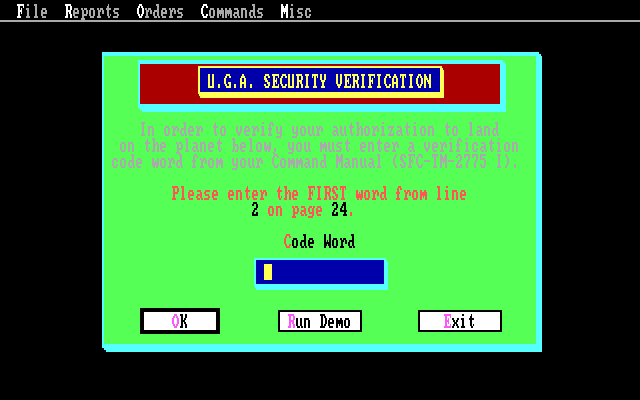 File Reports Orders Commands Misc
U.G.A. SECURITY VERIFICATION
In order to verify your authorization to land
on the planet below, you must enter a verification
code word from your Command Manual (SFC-TM-2775 1).
Please enter the FIRST word from line
2 on page 24.
Code Word
OK Run Demo Exit